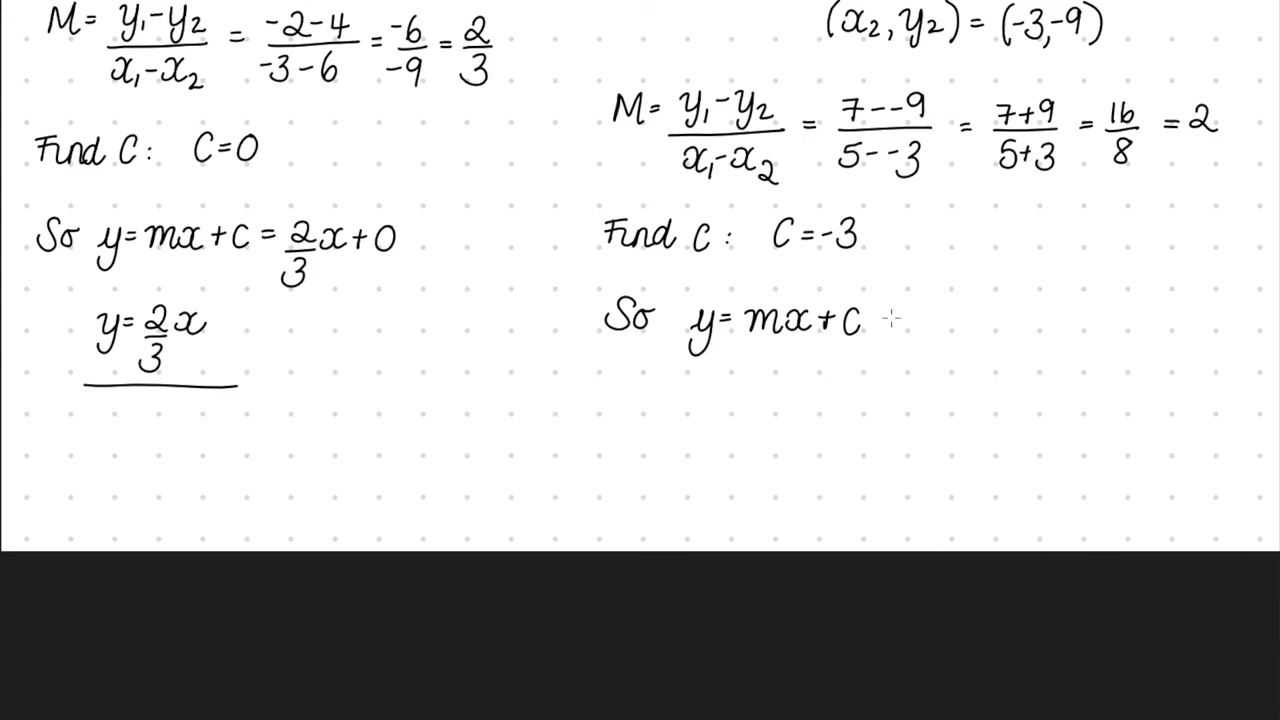 M = y₁-y₂/x₁-x₂ = -2-4/-3-6 = -6/-9 = 2/3
Find C: C=0
So y=mx+c = 2/3x+0
y=2/3x
(x₂, y₂) = (-3,-9)
M = y₁-y₂/x₁-x₂ = 7--9/5--3 = 7+9/5+3 = 16/8 = 2
Find C: C=-3
So y=mx+c